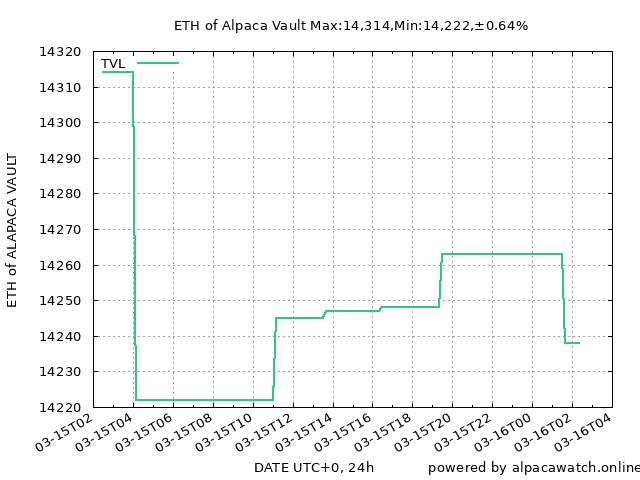 ETH of Alpaca Vault Max:14,314,Min:14,222,±0.64%
TVL
14320
14310
14300
14290
14280
14270
14260
14250
14240
14230
14220
ETH of ALAPACA VAULT
03-15T02
03-15T04
03-15T06
03-15T08
03-15T10
03-15T12
03-15T14
03-15T16
03-15T18
03-15T20
03-15T22
03-16T00
03-16T02
03-16T04
DATE UTC+0, 24h
powered by alpacawatch.online